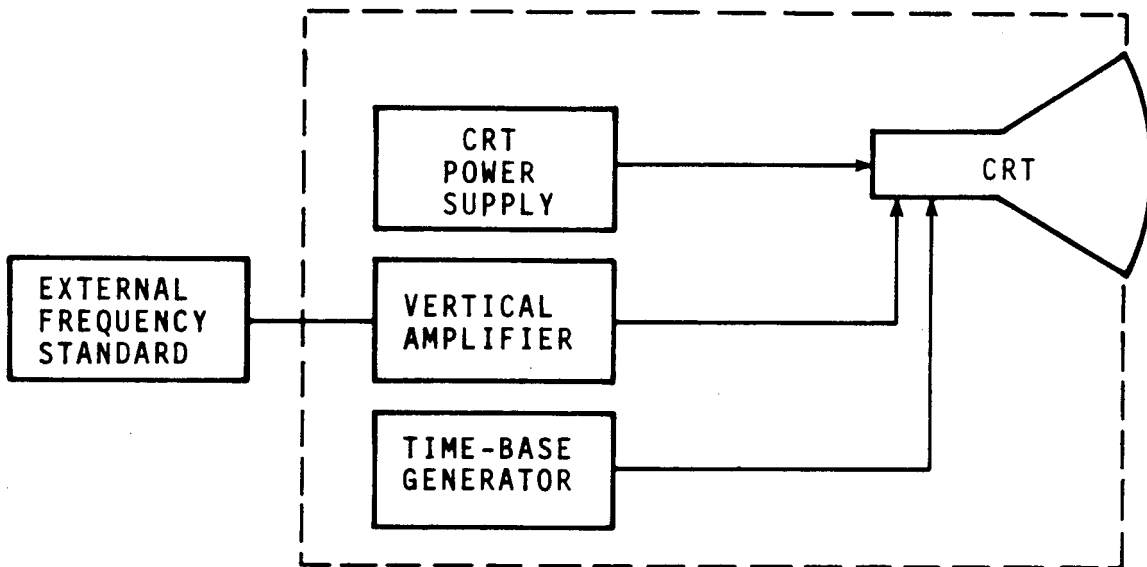 CRT
POWER
SUPPLY
CRT
EXTERNAL
FREQUENCY
STANDARD
VERTICAL
AMPLIFIER
TIME-BASE
GENERATOR